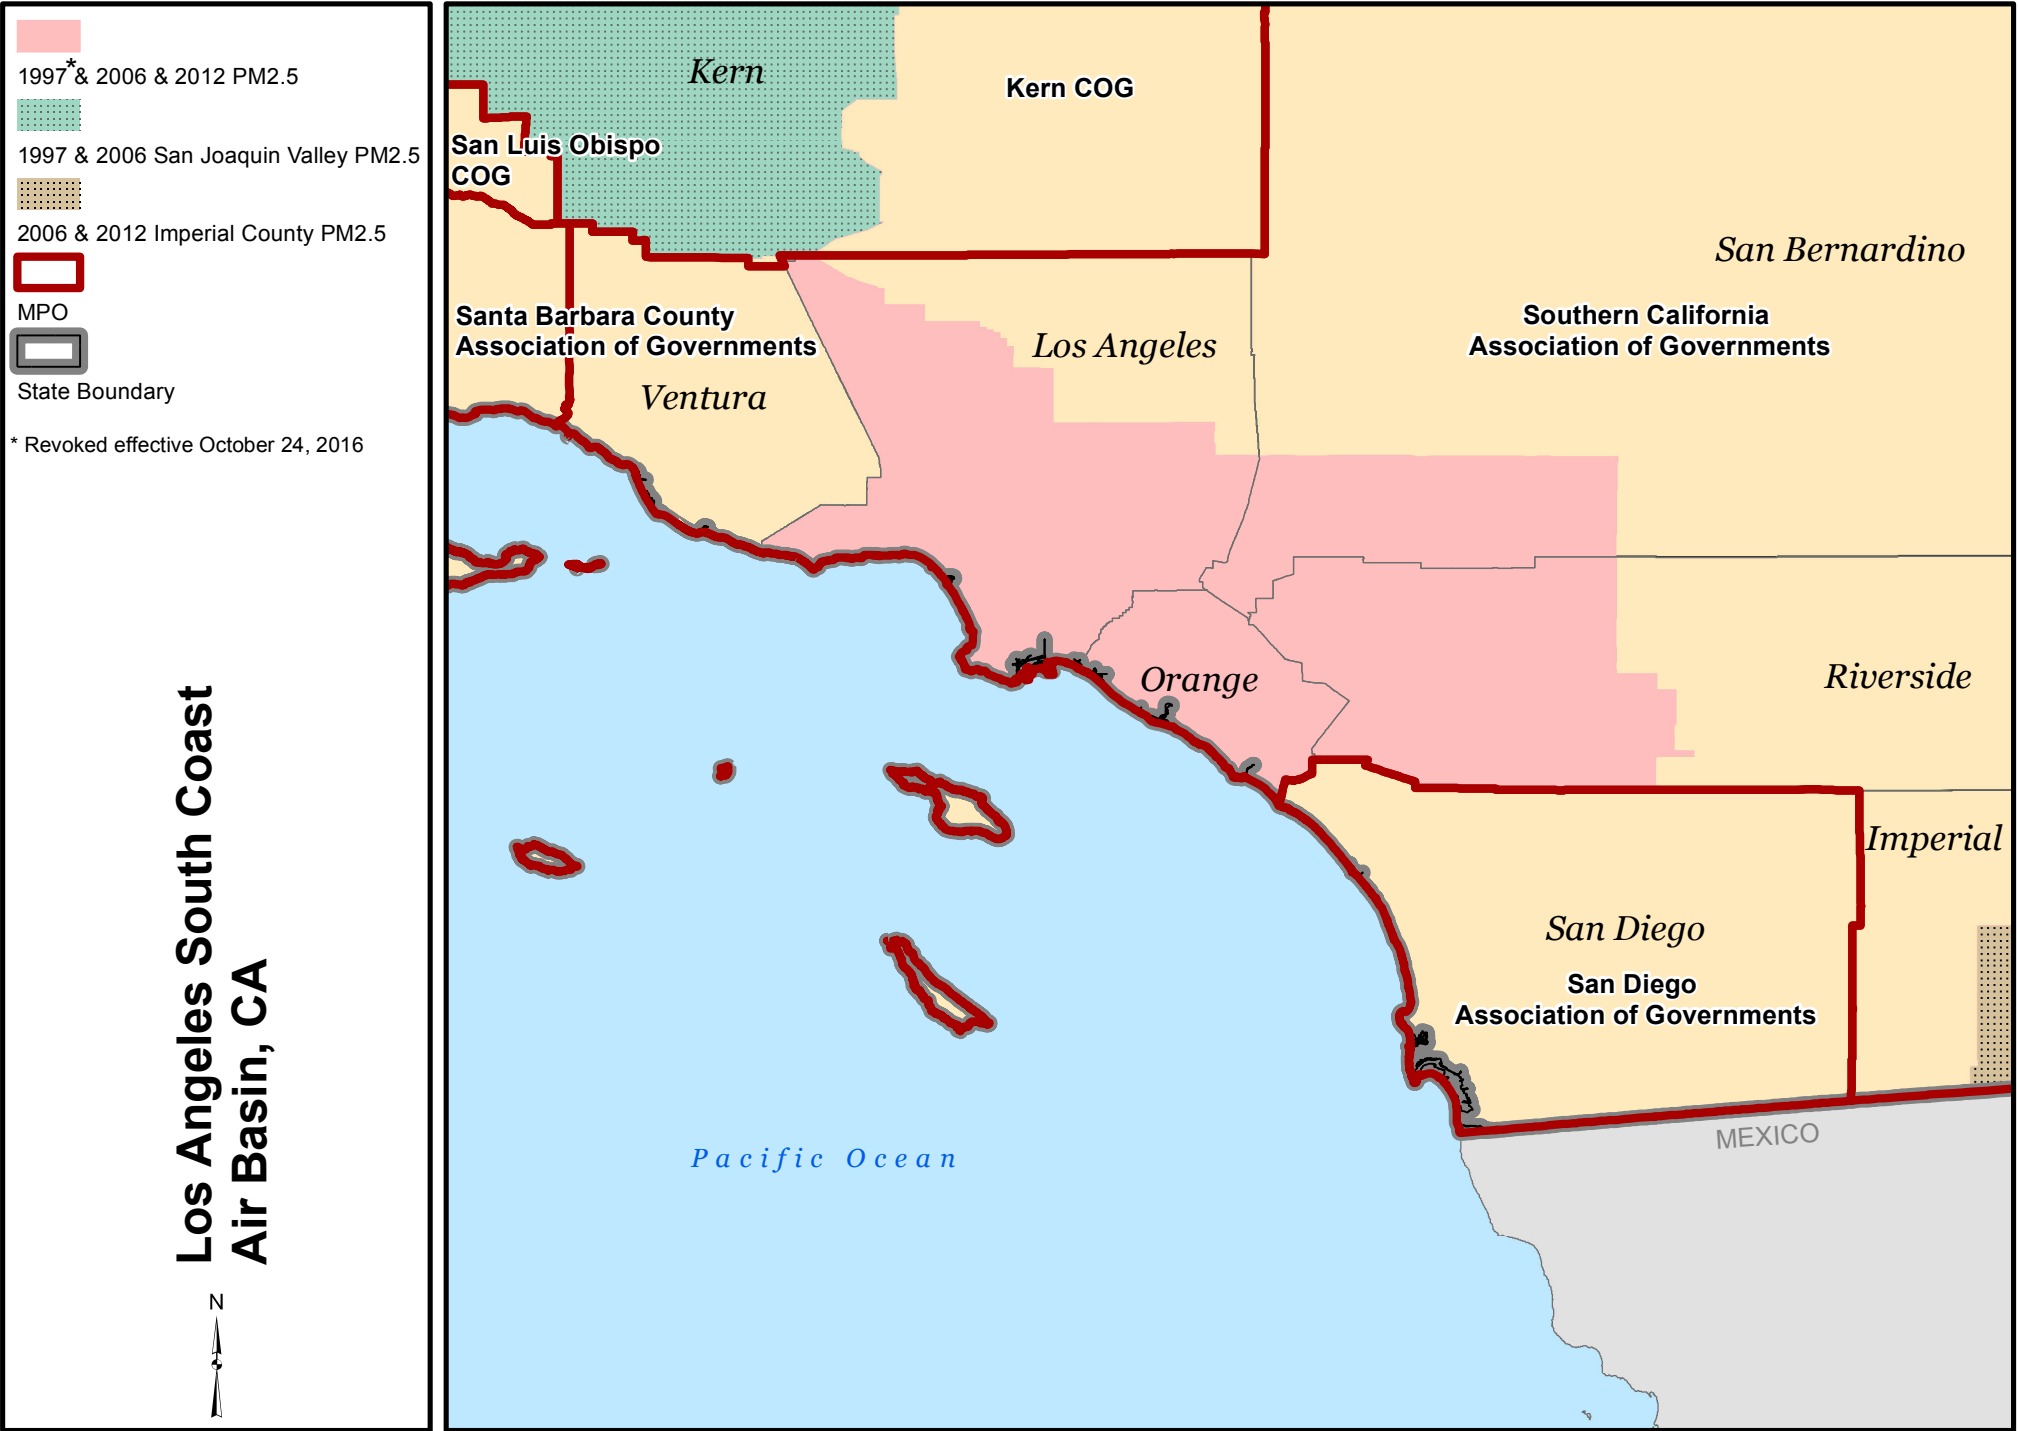 1997*& 2006 & 2012 PM2.5
1997 & 2006 San Joaquin Valley PM2.5
2006 & 2012 Imperial County PM2.5
MPO
State Boundary
* Revoked effective October 24, 2016
Los Angeles South Coast
Air Basin, CA
N
Kern
Kern COG
San Luis Obispo
COG
San Bernardino
Santa Barbara County
Association of Governments
Southern California
Association of Governments
Los Angeles
Ventura
Orange
Riverside
Imperial
San Diego
San Diego
Association of Governments
MEXICO
Pacific Ocean